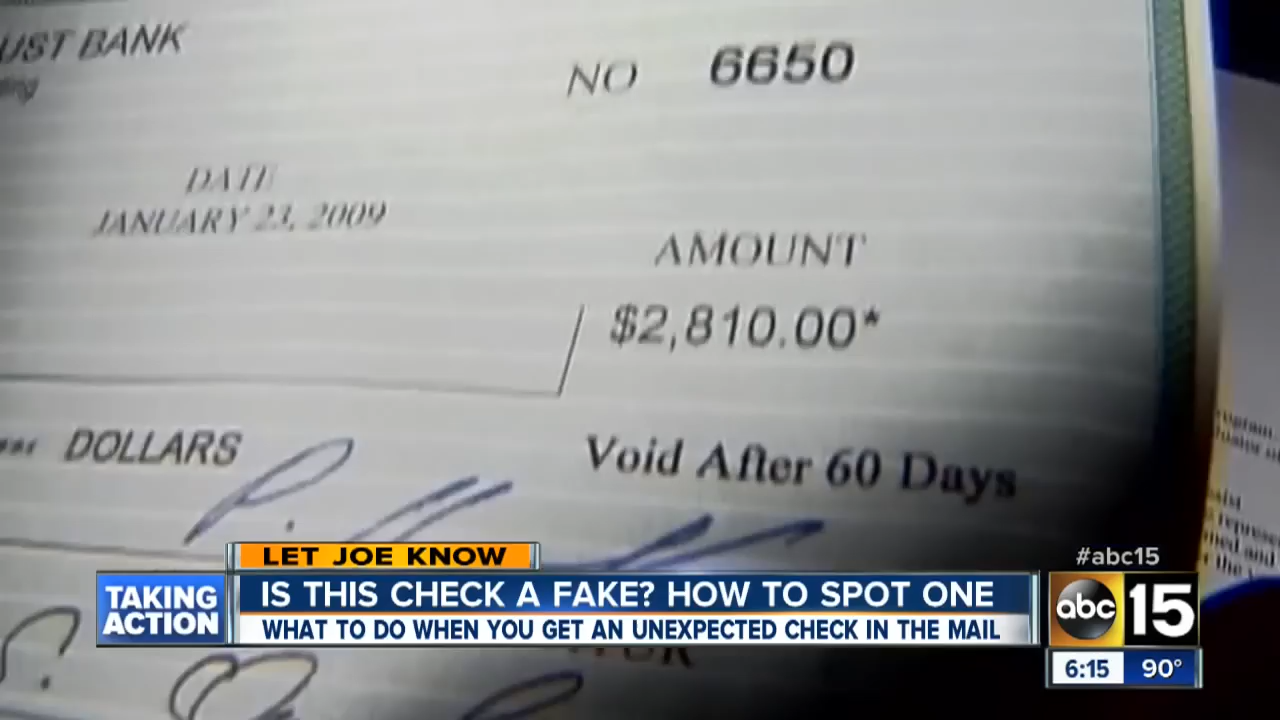 UST BANK
NO 6650
DATE
JANUARY 23, 2009
AMOUNT
$2,810.00*
DOLLARS
Void After 60 Days
LET JOE KNOW
#abc15
TAKING ACTION
IS THIS CHECK A FAKE? HOW TO SPOT ONE
WHAT TO DO WHEN YOU GET AN UNEXPECTED CHECK IN THE MAIL
abc 15
6:15 90°